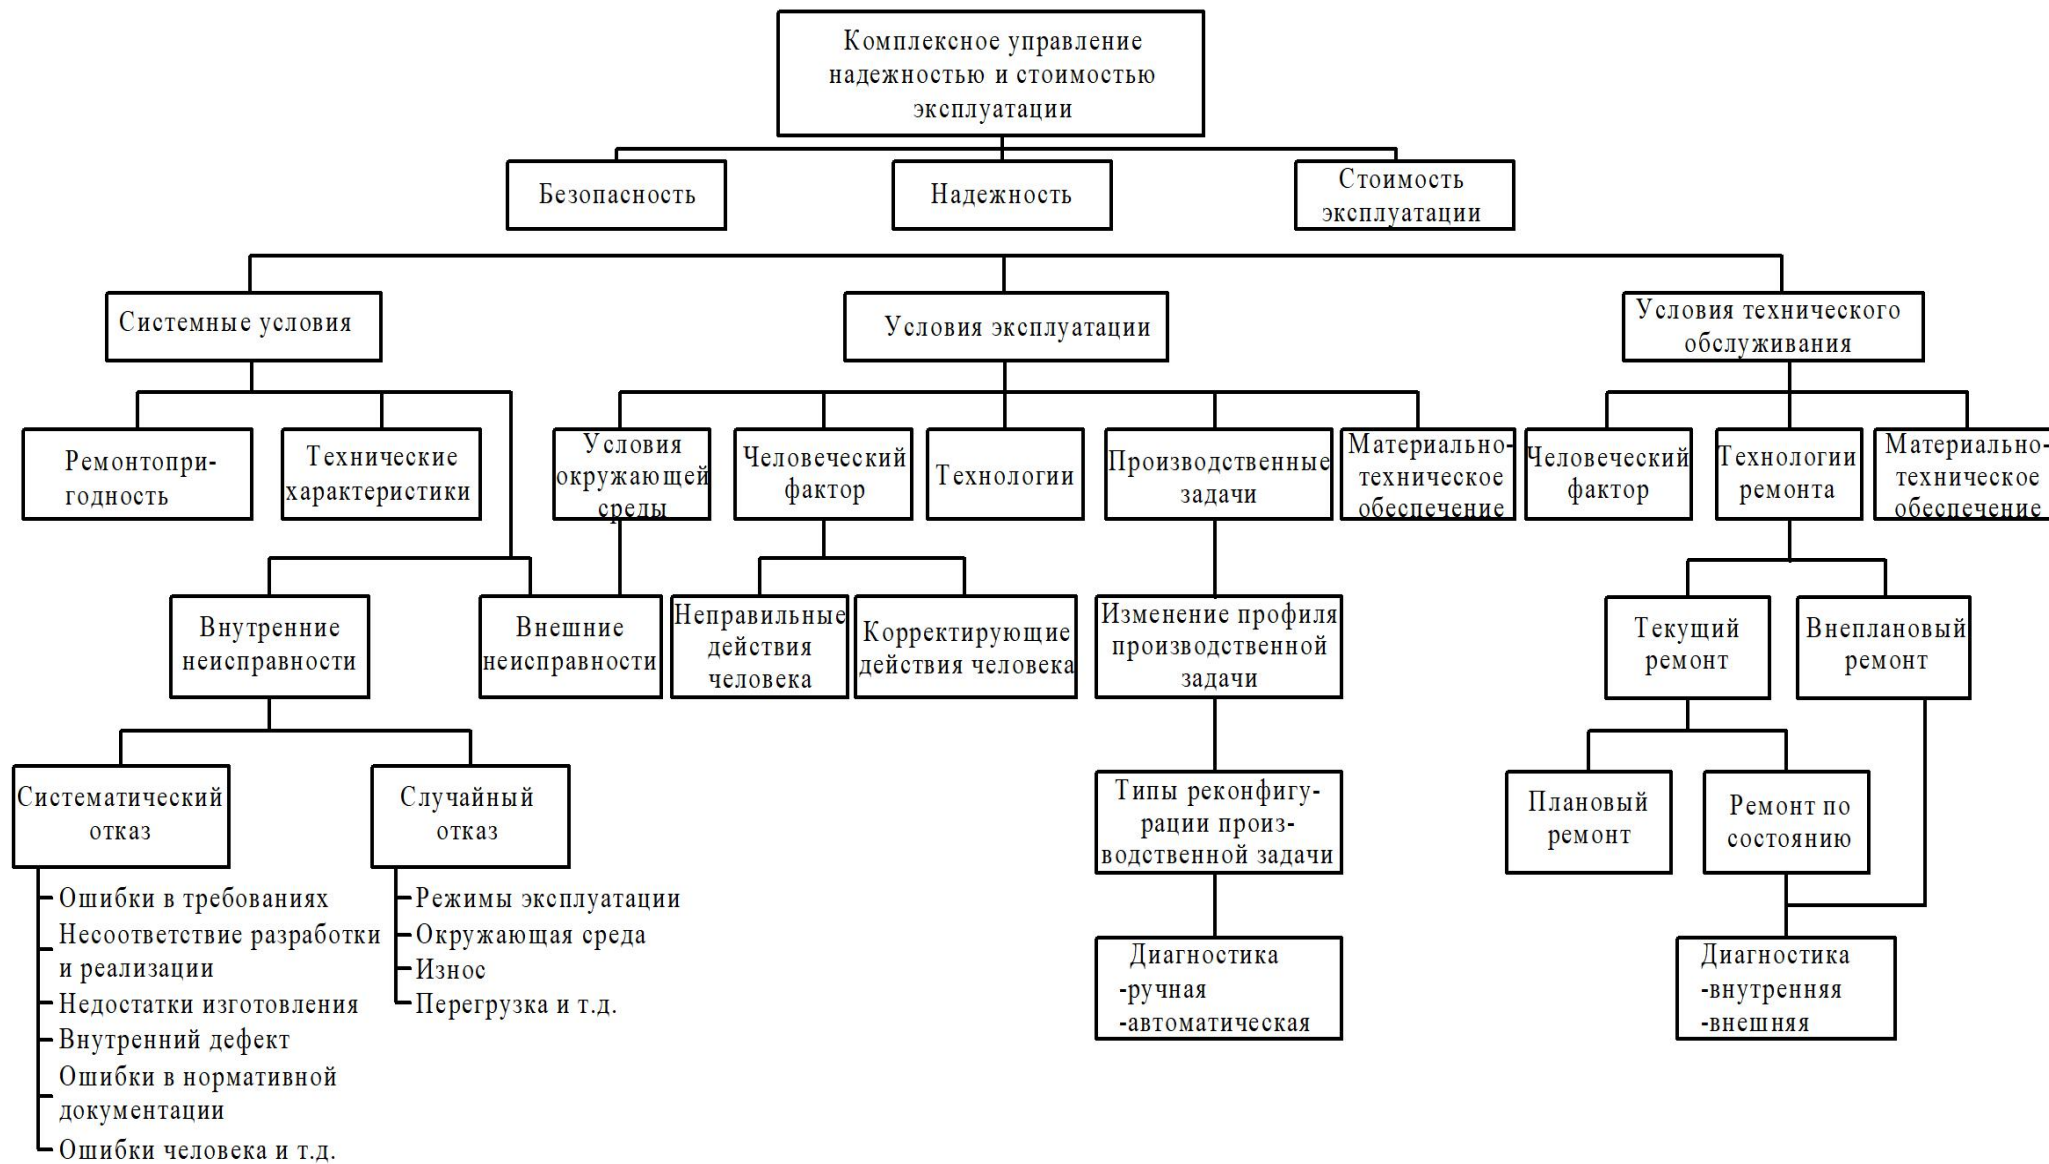 Комплексное управление
надежностью и стоимостью
эксплуатации
Безопасность
Надежность
Стоимость
эксплуатации
Системные условия
Условия эксплуатации
Условия технического
обслуживания
Ремонтопри-
годность
Технические
характеристики
Условия
окружающей
среды
Человеческий
фактор
Технологии
Производственные
задачи
Материально-
техническое
обеспечение
Человеческий
фактор
Технологии
ремонта
Материально-
техническое
обеспечение
Внутренние
неисправности
Внешние
неисправности
Неправильные
действия
человека
Корректирующие
действия человека
Изменение профиля
производственной
задачи
Текущий
ремонт
Внеплановый
ремонт
Систематический
отказ
Случайный
отказ
Типы реконфигу-
рации произ-
водственной задачи
Плановый
ремонт
Ремонт по
состоянию
Ошибки в требованиях
Несоответствие разработки
и реализации
Недостатки изготовления
Внутренний дефект
Ошибки в нормативной
документации
Ошибки человека и т.д.
Режимы эксплуатации
Окружающая среда
Износ
Перегрузка и т.д.
Диагностика
-ручная
-автоматическая
Диагностика
-внутренняя
-внешняя